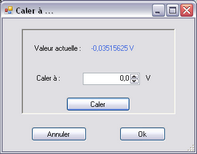 Caler à ...
Valeur actuelle : -0,03515625 V
Caler à : 0,0 V
Caler
Annuler Ok